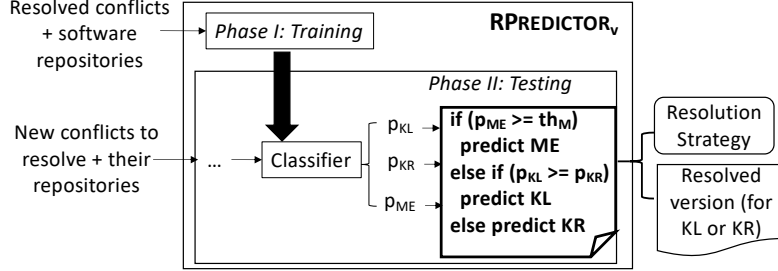 Resolved conflicts
+ software
repositories
Phase I: Training
RPREDICTORv
Phase II: Testing
New conflicts to
resolve + their
repositories
...
Classifier
pKL
pKR
pME
if (pME >= thM)
predict ME
else if (pKL >= pKR)
predict KL
else predict KR
Resolution
Strategy
Resolved
version (for
KL or KR)